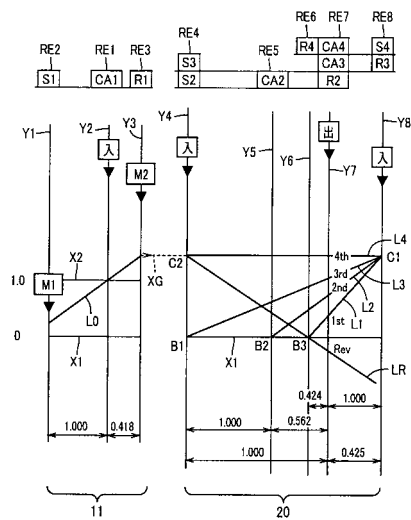 RE6 RE7 RE8
RE4
R4 CA4 S4
RE2 RE1 RE3 S3 RE5 CA3 R3
S1 CA1 R1 S2 CA2 R2
Y1 Y2 Y3 Y4 Y5 Y6 Y7 Y8
入 M2 入 出 入
C2 4th C1 L4
3rd L3
1.0 M1 X2 XG 2nd L2
L0 1st L1
0 X1 B1 X1 B2 B3 Rev
LR
0.424
1.000 0.418 1.000 0.562 1.000
1.000 0.425
11 20